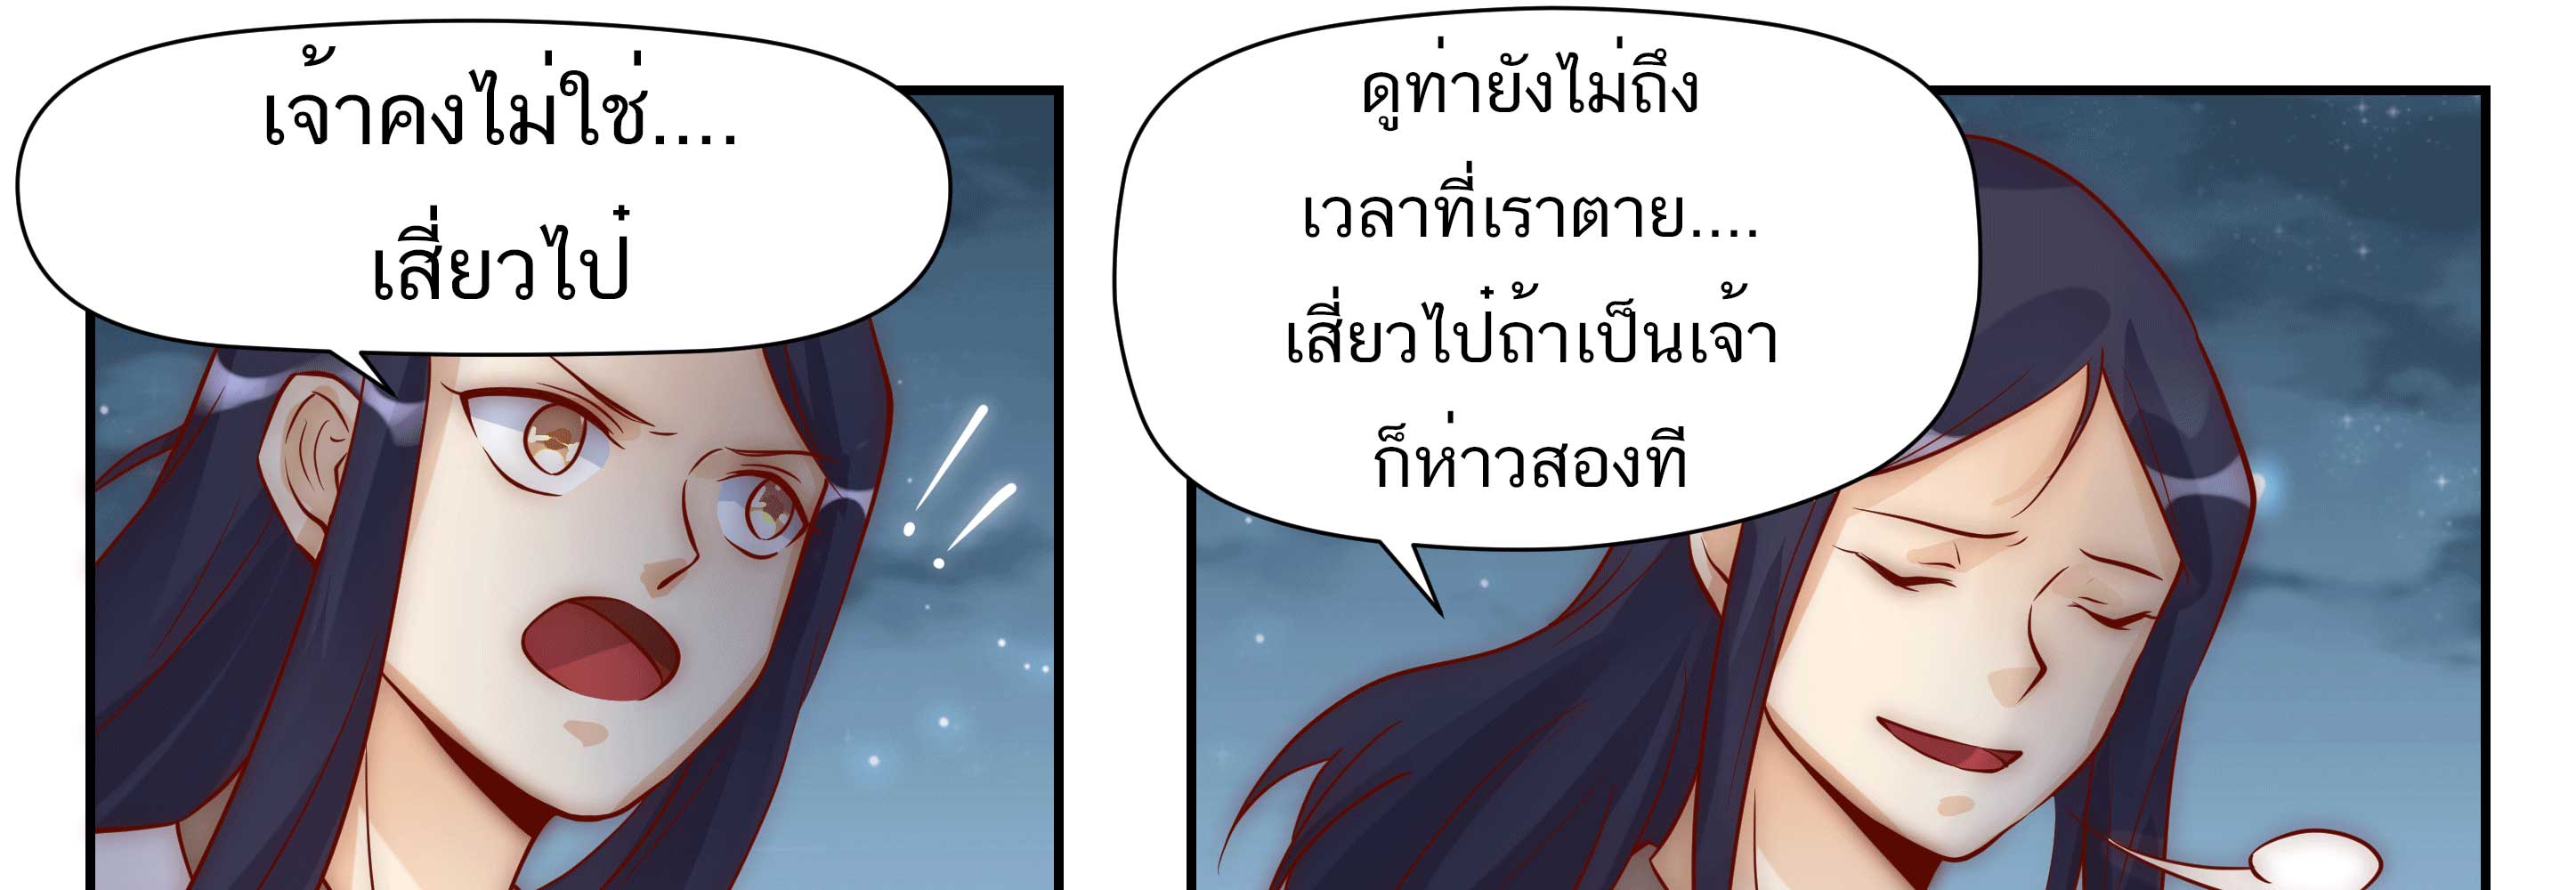 เจ้าคงไม่ใช่....
เสี่ยวไป๋
ดูท่ายังไม่ถึง
เวลาที่เราตาย....
เสี่ยวไป๋ถ้าเป็นเจ้า
ก็ห่าวสองที